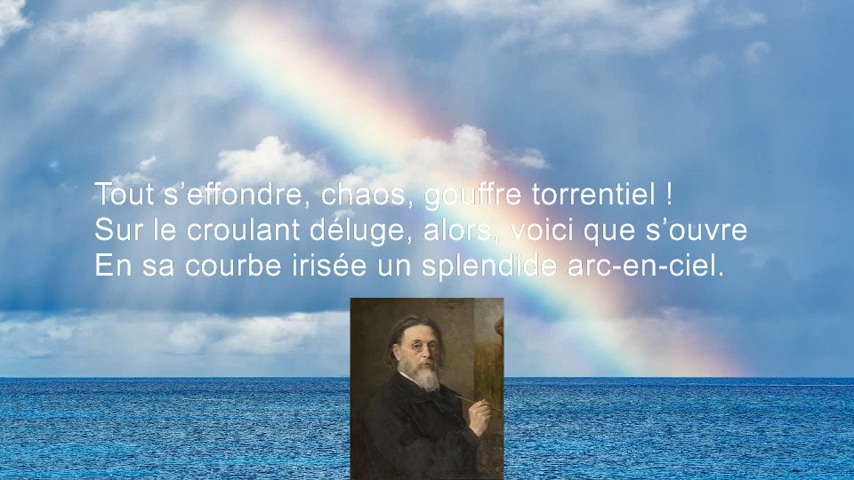 Tout s’effondre, chaos, gouffre torrentiel !
Sur le croulant déluge, alors, voici que s’ouvre
En sa courbe irisée un splendide arc-en-ciel.